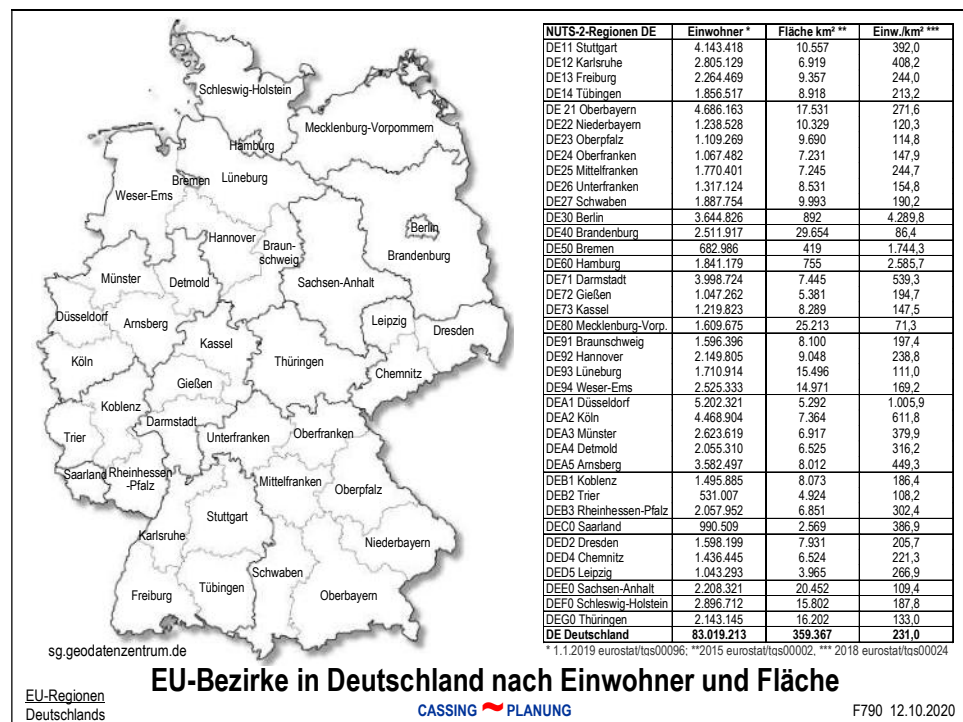 Schleswig-Holstein
Mecklenburg-Vorpommern
Hamburg
Bremen
Lüneburg
Weser-Ems
Berlin
Hannover
Braun-
schweig
Brandenburg
Münster
Detmold
Sachsen-Anhalt
Düsseldorf
Arnsberg
Leipzig
Dresden
Kassel
Köln
Thüringen
Chemnitz
Gießen
Koblenz
Darmstadt
Trier
Unterfranken
Oberfranken
Saarland
Rheinhessen
-Pfalz
Mittelfranken
Oberpfalz
Stuttgart
Karlsruhe
Niederbayern
Schwaben
Tübingen
Freiburg
Oberbayern
sg.geodatenzentrum.de
NUTS-2-Regionen DE Einwohner * Fläche km² ** Einw./km² ***
DE11 Stuttgart 4.143.418 10.557 392,0
DE12 Karlsruhe 2.805.129 6.919 408,2
DE13 Freiburg 2.264.469 9.357 244,0
DE14 Tübingen 1.856.517 8.918 213,2
DE 21 Oberbayern 4.686.163 17.531 271,6
DE22 Niederbayern 1.238.528 10.329 120,3
DE23 Oberpfalz 1.109.269 9.690 114,8
DE24 Oberfranken 1.067.482 7.231 147,9
DE25 Mittelfranken 1.770.401 7.245 244,7
DE26 Unterfranken 1.317.124 8.531 154,8
DE27 Schwaben 1.887.754 9.993 190,2
DE30 Berlin 3.644.826 892 4.289,8
DE40 Brandenburg 2.511.917 29.654 86,4
DE50 Bremen 682.986 419 1.744,3
DE60 Hamburg 1.841.179 755 2.585,7
DE71 Darmstadt 3.998.724 7.445 539,3
DE72 Gießen 1.047.262 5.381 194,7
DE73 Kassel 1.219.823 8.289 147,5
DE80 Mecklenburg-Vorp. 1.609.675 25.213 71,3
DE91 Braunschweig 1.596.396 8.100 197,4
DE92 Hannover 2.149.805 9.048 238,8
DE93 Lüneburg 1.710.914 15.496 111,0
DE94 Weser-Ems 2.525.333 14.971 169,2
DEA1 Düsseldorf 5.202.321 5.292 1.005,9
DEA2 Köln 4.468.904 7.364 611,8
DEA3 Münster 2.623.619 6.917 379,9
DEA4 Detmold 2.055.310 6.525 316,2
DEA5 Arnsberg 3.582.497 8.012 449,3
DEB1 Koblenz 1.495.885 8.073 186,4
DEB2 Trier 531.007 4.924 108,2
DEB3 Rheinhessen-Pfalz 2.057.952 6.851 302,4
DEC0 Saarland 990.509 2.569 386,9
DED2 Dresden 1.598.199 7.931 205,7
DED4 Chemnitz 1.436.445 6.524 221,3
DED5 Leipzig 1.043.293 3.965 266,9
DEE0 Sachsen-Anhalt 2.208.321 20.452 109,4
DEF0 Schleswig-Holstein 2.896.712 15.802 187,8
DEG0 Thüringen 2.143.145 16.202 133,0
DE Deutschland 83.019.213 359.367 231,0
* 1.1.2019 eurostat/tgs00096; **2015 eurostat/tgs00002, *** 2018 eurostat/tgs00024
EU-Bezirke in Deutschland nach Einwohner und Fläche
EU-Regionen
Deutschlands
CASSING PLANUNG
F790 12.10.2020